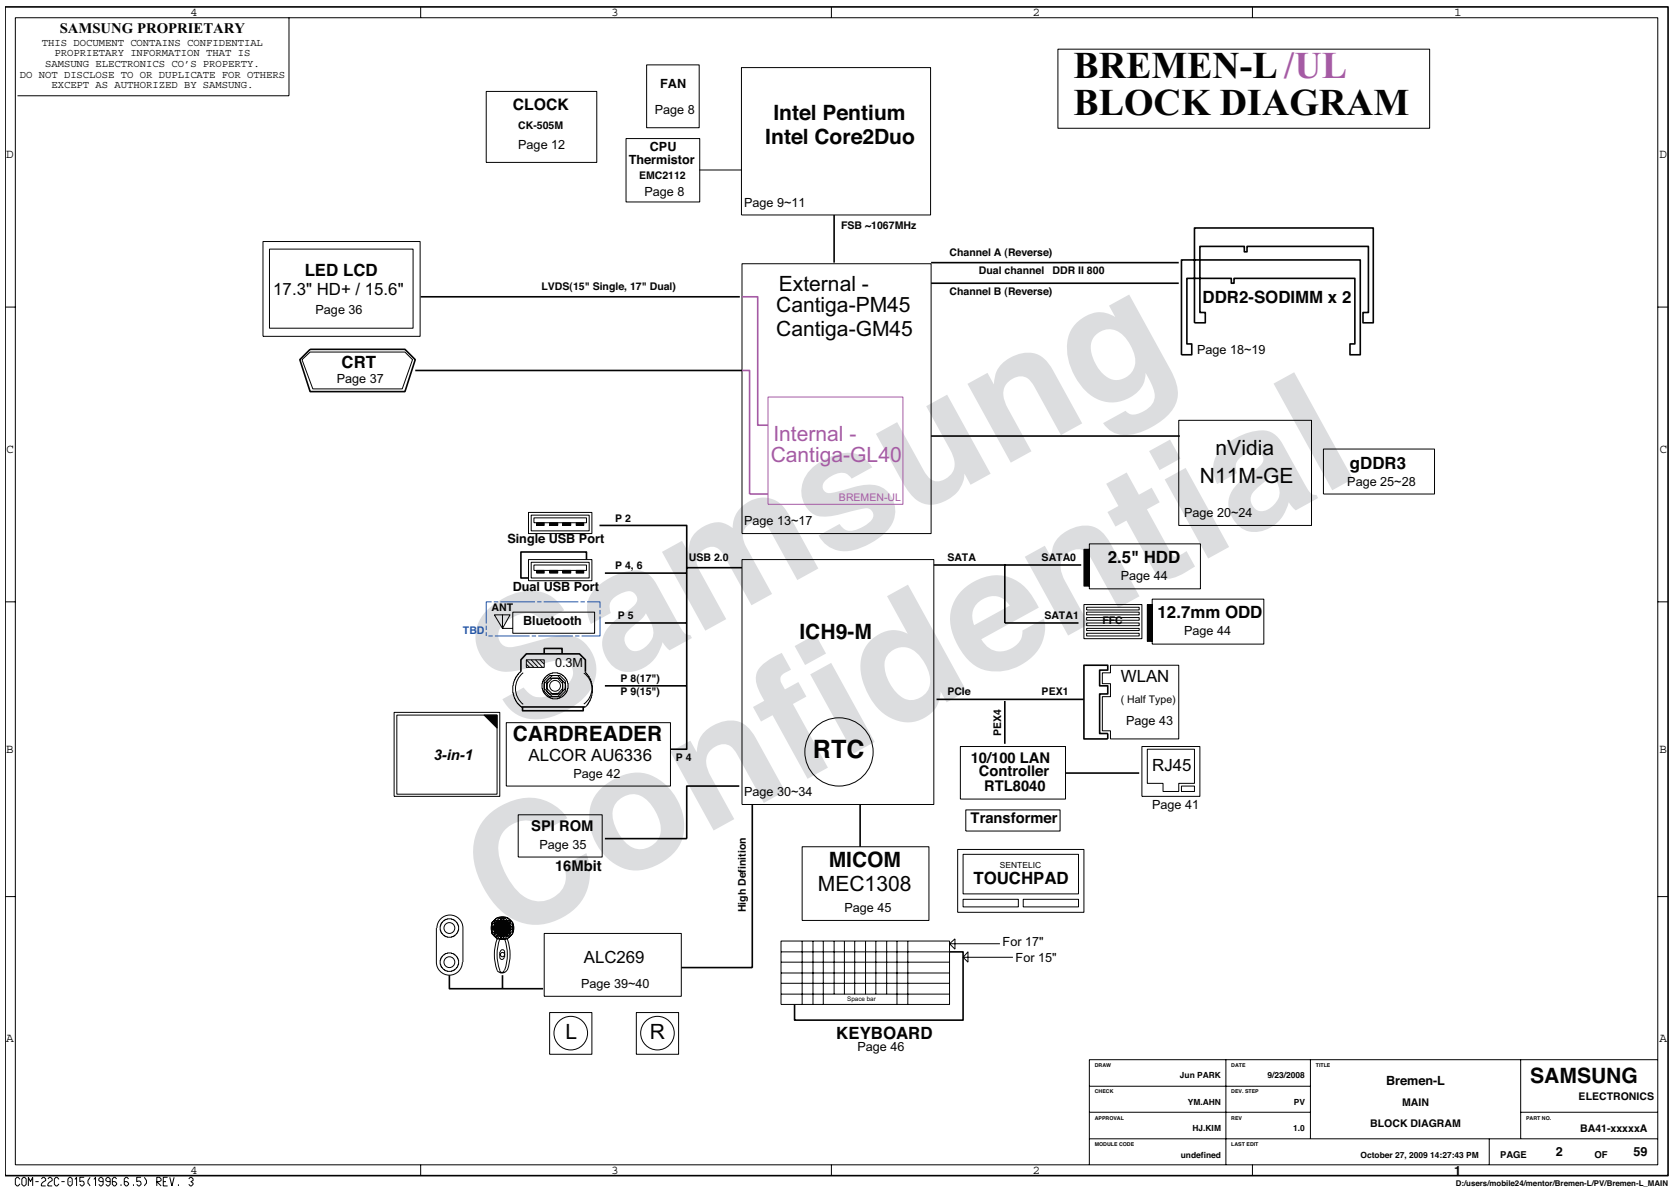 4 3 2 1
SAMSUNG PROPRIETARY
THIS DOCUMENT CONTAINS CONFIDENTIAL
PROPRIETARY INFORMATION THAT IS
SAMSUNG ELECTRONICS CO'S PROPERTY.
DO NOT DISCLOSE TO OR DUPLICATE FOR OTHERS
EXCEPT AS AUTHORIZED BY SAMSUNG.
BREMEN-L /UL
BLOCK DIAGRAM
CLOCK
CK-505M
Page 12
FAN
Page 8
CPU
Thermistor
EMC2112
Page 8
Intel Pentium
Intel Core2Duo
Page 9~11
D D
FSB ~1067MHz
LED LCD
17.3" HD+ / 15.6"
Page 36
LVDS(15" Single, 17" Dual)
CRT
Page 37
External -
Cantiga-PM45
Cantiga-GM45
Internal -
Cantiga-GL40
BREMEN-UL
Page 13~17
Channel A (Reverse)
Dual channel DDR II 800
Channel B (Reverse)
DDR2-SODIMM x 2
Page 18~19
C C
nVidia
N11M-GE
Page 20~24
gDDR3
Page 25~28
Samsung
Confidential
P 2
Single USB Port
USB 2.0
P 4, 6
Dual USB Port
ANT
Bluetooth
TBD
P 5
0.3M
P 8(17")
P 9(15")
3-in-1
CARDREADER
ALCOR AU6336
Page 42
P 4
SPI ROM
Page 35
16Mbit
ICH9-M
RTC
Page 30~34
SATA
SATA0
2.5" HDD
Page 44
SATA1
FFC
12.7mm ODD
Page 44
PCIe
PEX1
WLAN
( Half Type)
Page 43
PEX4
10/100 LAN
Controller
RTL8040
RJ45
Page 41
Transformer
B B
High Definition
MICOM
MEC1308
Page 45
SENTELIC
TOUCHPAD
ALC269
Page 39~40
L R
For 17"
For 15"
Space bar
KEYBOARD
Page 46
A A
DRAW
Jun PARK
DATE
9/23/2008
TITLE
Bremen-L
MAIN
BLOCK DIAGRAM
SAMSUNG
ELECTRONICS
CHECK
YM.AHN
DEV. STEP
PV
APPROVAL
HJ.KIM
REV
1.0
PART NO.
BA41-xxxxxA
MODULE CODE
undefined
LAST EDIT
October 27, 2009 14:27:43 PM
PAGE 2 OF 59
4 3 2 1
COM-22C-015(1996.6.5) REV. 3
D:/users/mobile24/mentor/Bremen-L/PV/Bremen-L_MAIN